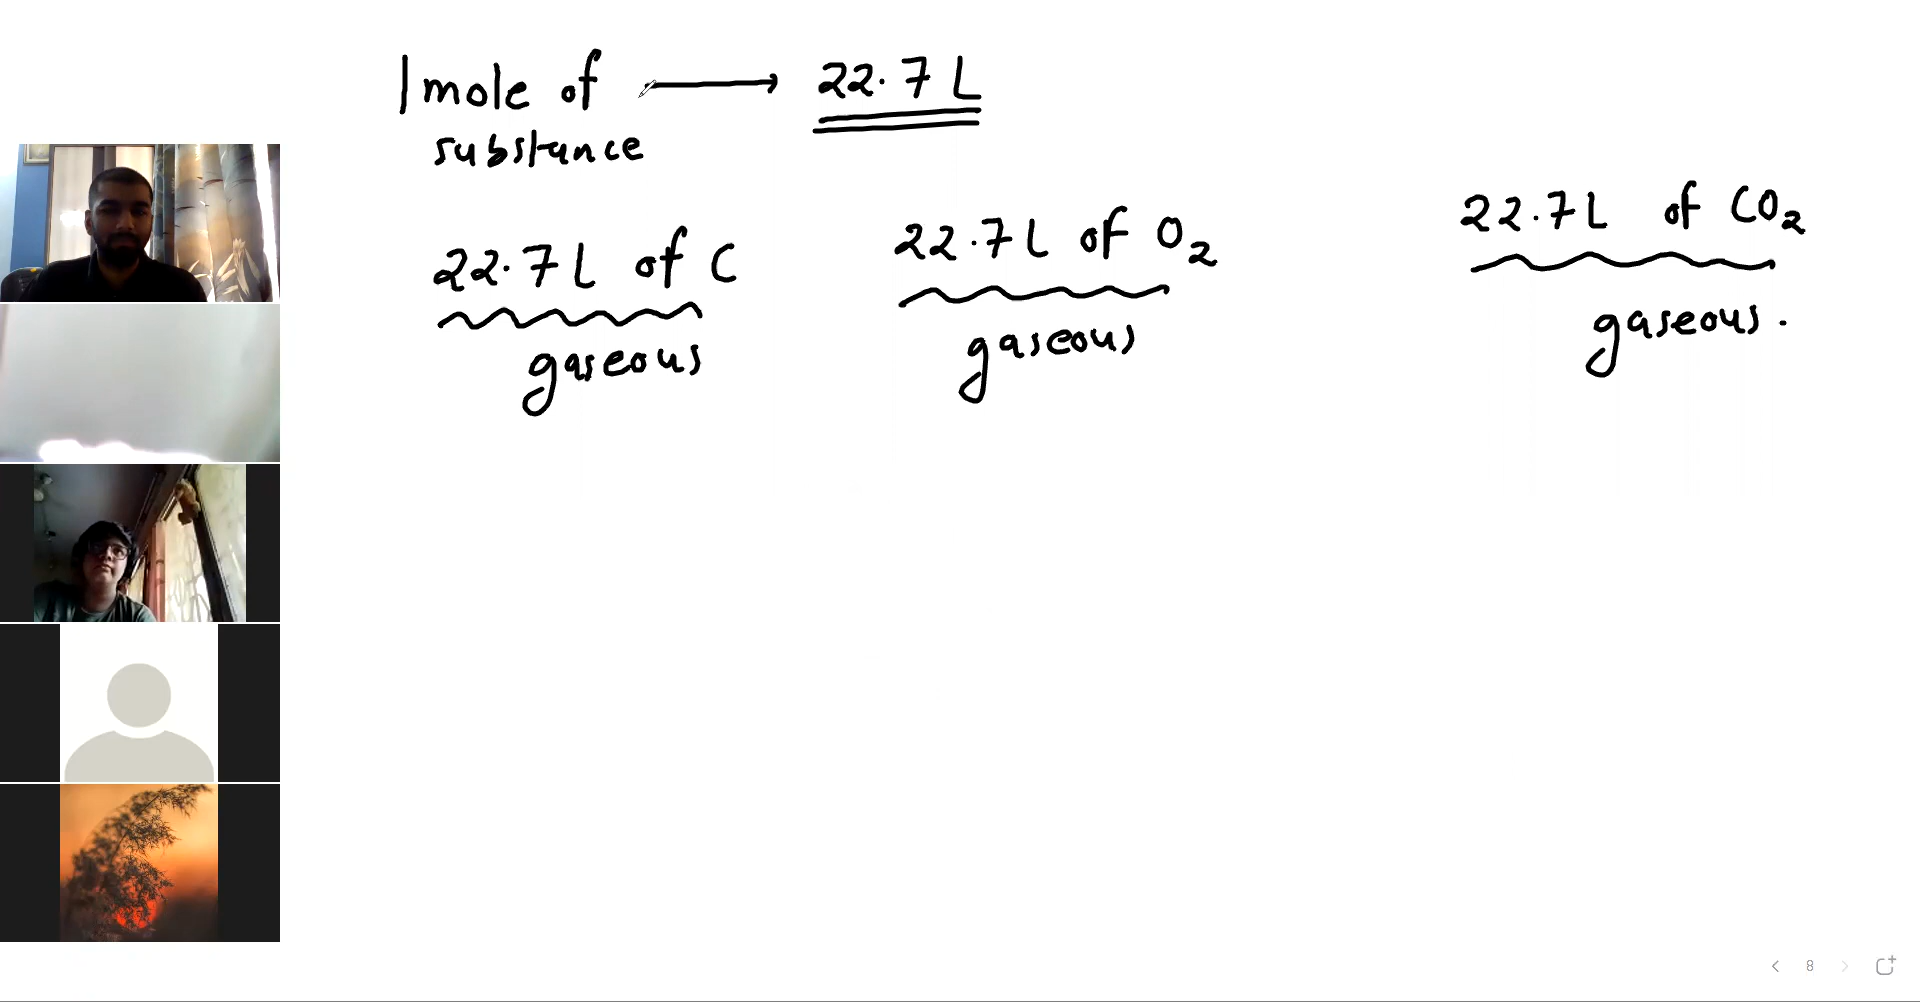 1 mole of → 22.7 L
substance
22.7 L of C
gaseous
22.7 L of O₂
gaseous
22.7 L of CO₂
gaseous.
8